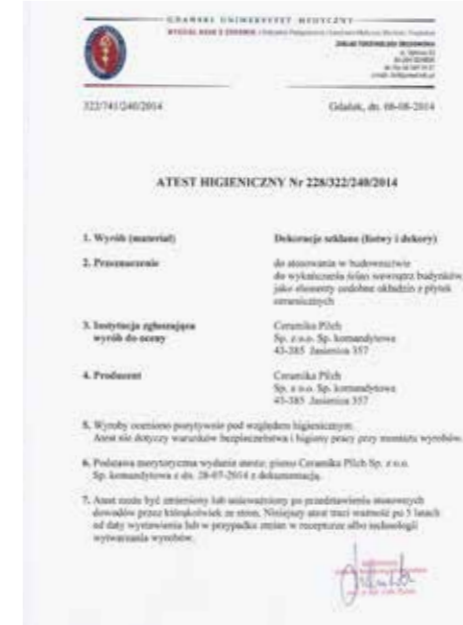 GDAŃSKI UNIWERSYTET MEDYCZNY
WYDZIAŁ NAUK O ZDROWIU
ZAKŁAD TOKSYKOLOGII ŚRODOWISKA
322/741/240/2014
Gdańsk, dn. 06-08-2014
ATEST HIGIENICZNY Nr 228/322/240/2014
1. Wyrób (materiał)
Dekoracje szklane (listwy i dekory)
2. Przeznaczenie
do stosowania w budownictwie
do wykańczania ścian wewnątrz budynków
jako elementy ozdobne okładzin z płytek
ceramicznych
3. Instytucja zgłaszająca
wyrób do oceny
Ceramika Pilch
Sp. z o.o. Sp. komandytowa
43-385 Jasienica 357
4. Producent
Ceramika Pilch
Sp. z o.o. Sp. komandytowa
43-385 Jasienica 357
5. Wyroby oceniono pozytywnie pod względem higienicznym.
Atest nie dotyczy warunków bezpieczeństwa i higieny pracy przy montażu wyrobów.
6. Podstawa merytoryczna wydania atestu: pismo Ceramika Pilch Sp. z o.o.
Sp. komandytowa z dn. 28-07-2014 z dokumentacją.
7. Atest może być zmieniony lub unieważniony po przedstawieniu stosownych
dowodów przez którąkolwiek ze stron. Niniejszy atest traci ważność po 5 latach
od daty wystawienia lub w przypadku zmian w recepturze albo technologii
wytwarzania wyrobów.